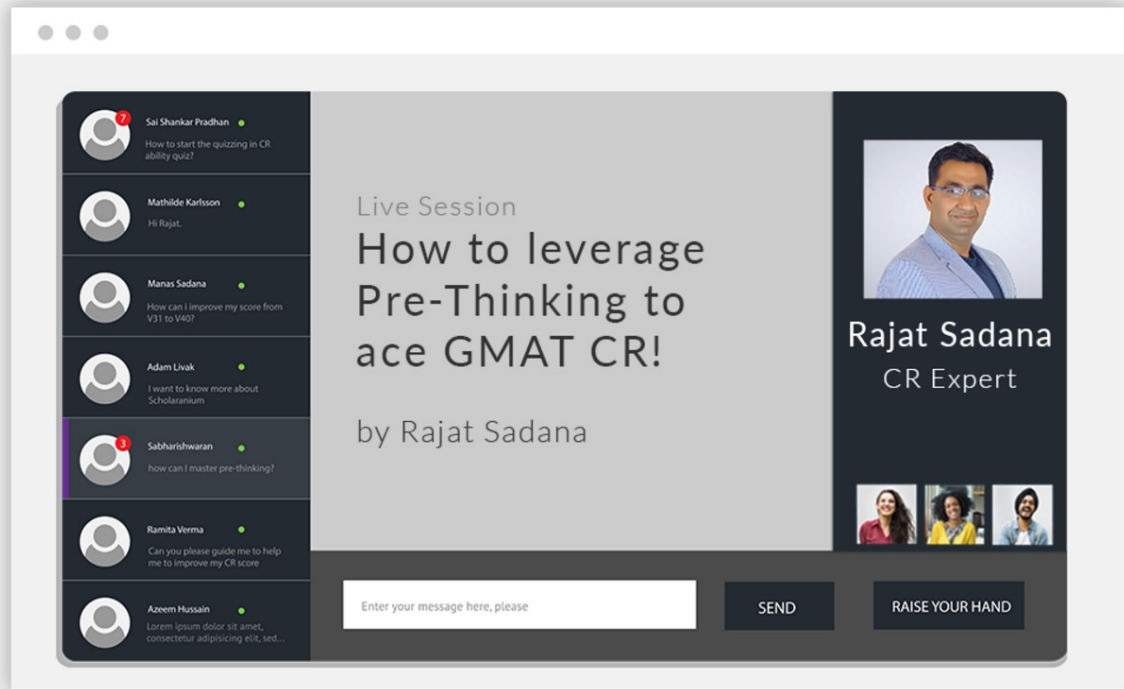 7
Sai Shankar Pradhan
How to start the quizzing in CR
ability quiz?
Mathilde Karlsson
Hi Rajat,
Manas Sadana
How can i improve my score from
V31 to V40?
Adam Livak
I want to know more about
Scholaranium
3
Sabharishwaran
how can I master pre-thinking?
Ramita Verma
Can you please guide me to help
me to improve my CR score
Azeem Hussain
Lorem ipsum dolor sit amet,
consectetur adipisicing elit, sed...
Live Session
How to leverage
Pre-Thinking to
ace GMAT CR!
by Rajat Sadana
Rajat Sadana
CR Expert
Enter your message here, please
SEND
RAISE YOUR HAND